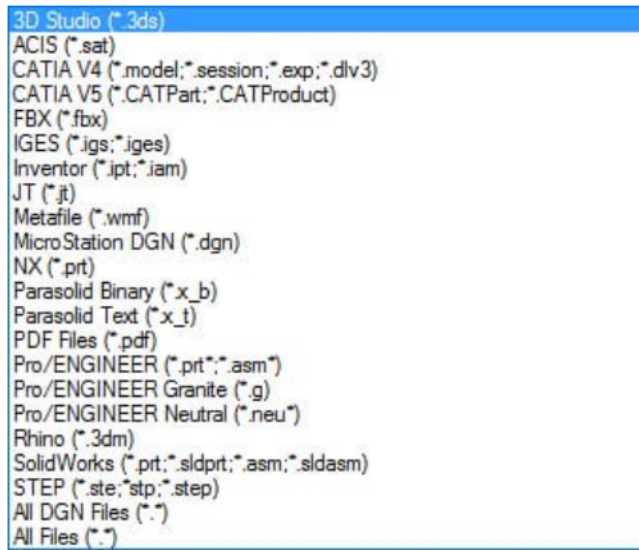 3D Studio (*.3ds)
ACIS (*.sat)
CATIA V4 (*.model;*.session;*.exp;*.dlv3)
CATIA V5 (*.CATPart;*.CATProduct)
FBX (*.fbx)
IGES (*.igs;*.iges)
Inventor (*.ipt;*.iam)
JT (*.jt)
Metafile (*.wmf)
MicroStation DGN (*.dgn)
NX (*.prt)
Parasolid Binary (*.x_b)
Parasolid Text (*.x_t)
PDF Files (*.pdf)
Pro/ENGINEER (*.prt*;*.asm*)
Pro/ENGINEER Granite (*.g)
Pro/ENGINEER Neutral (*.neu*)
Rhino (*.3dm)
SolidWorks (*.prt;*.sldprt;*.asm;*.sldasm)
STEP (*.ste;*stp;*.step)
All DGN Files (*.*)
All Files (*.*)